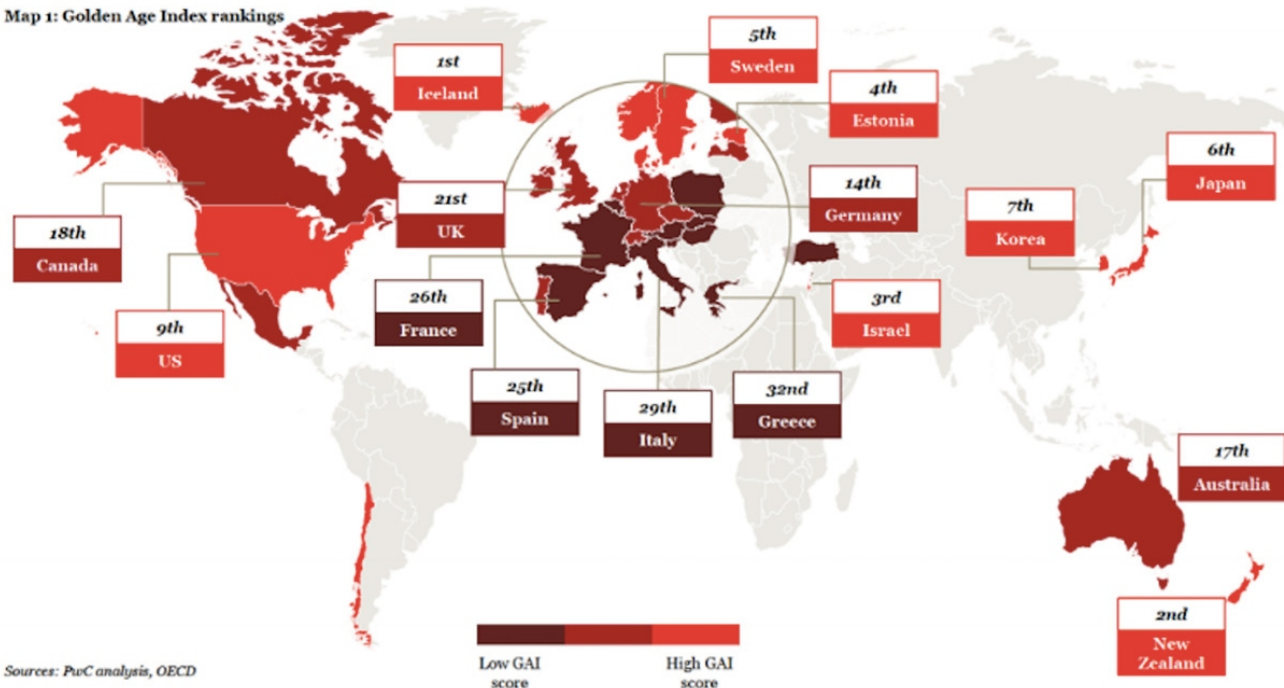 Map 1: Golden Age Index rankings
5th
Sweden
1st
Iceland
4th
Estonia
6th
Japan
21st
UK
14th
Germany
7th
Korea
18th
Canada
26th
France
3rd
Israel
9th
US
25th
Spain
29th
Italy
32nd
Greece
17th
Australia
2nd
New
Zealand
Low GAI
score
High GAI
score
Sources: PwC analysis, OECD